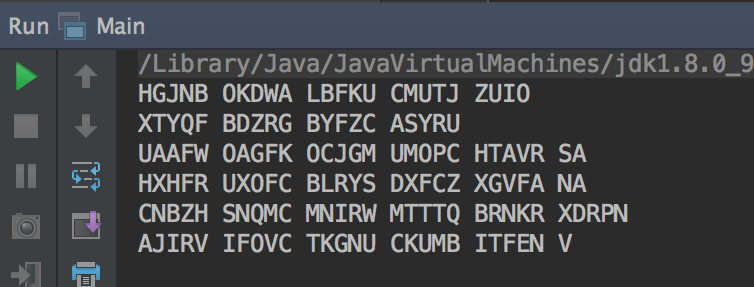 Run Main
/Library/Java/JavaVirtualMachines/jdk1.8.0_9
HGJNB OKDWA LBFKU CMUTJ ZUIO
XTYQF BDZRG BYFZC ASYRU
UAAFW OAGFK OCJGM UMOPC HTAVR SA
HXHFR UXOFC BLRYS DXFCZ XGVFA NA
CNBZH SNQMC MNIRW MTTTQ BRNKR XDRPN
AJIRV IFOVC TKGNU CKUMB ITFEN V